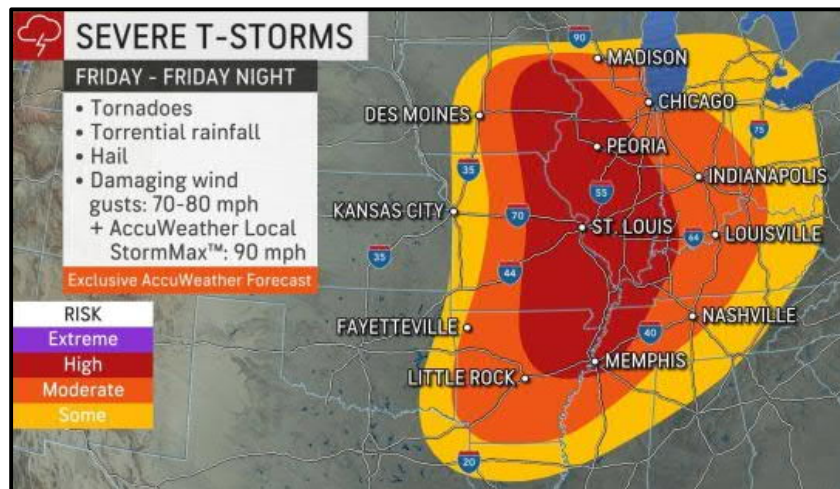 SEVERE T-STORMS
FRIDAY - FRIDAY NIGHT
• Tornadoes
• Torrential rainfall
• Hail
• Damaging wind
gusts: 70-80 mph
+ AccuWeather Local
StormMax™: 90 mph
Exclusive AccuWeather Forecast
RISK
Extreme
High
Moderate
Some
90
MADISON
CHICAGO
DES MOINES
75
PEORIA
35
INDIANAPOLIS
55
KANSAS CITY
70
ST. LOUIS
64
LOUISVILLE
35
44
NASHVILLE
FAYETTEVILLE
40
MEMPHIS
LITTLE ROCK
20